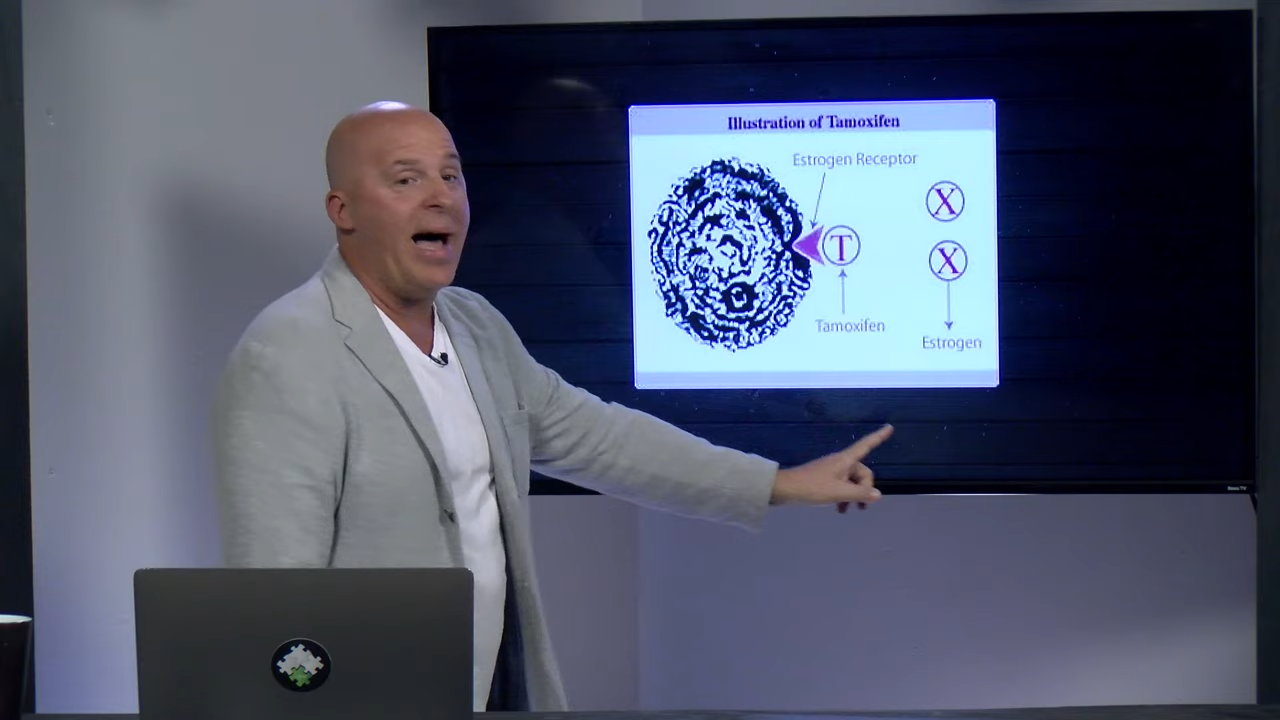 Illustration of Tamoxifen
Estrogen Receptor
X
T
X
Tamoxifen
Estrogen